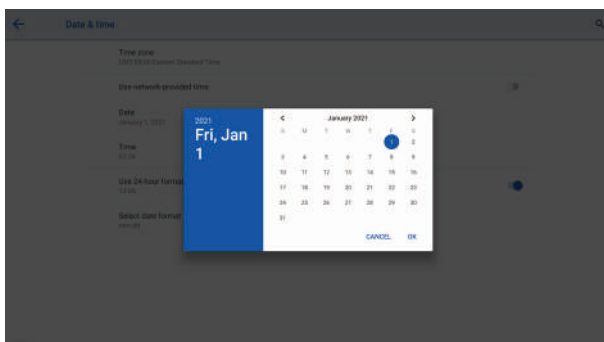 Date & time
Time zone
Use network-provided time
Date
January 1, 2021
Time
Use 24-hour format
13:00
Select date format
2021
Fri, Jan
1
January 2021
S M T W T F S
1 2
3 4 5 6 7 8 9
10 11 12 13 14 15 16
17 18 19 20 21 22 23
24 25 26 27 28 29 30
31
CANCEL OK